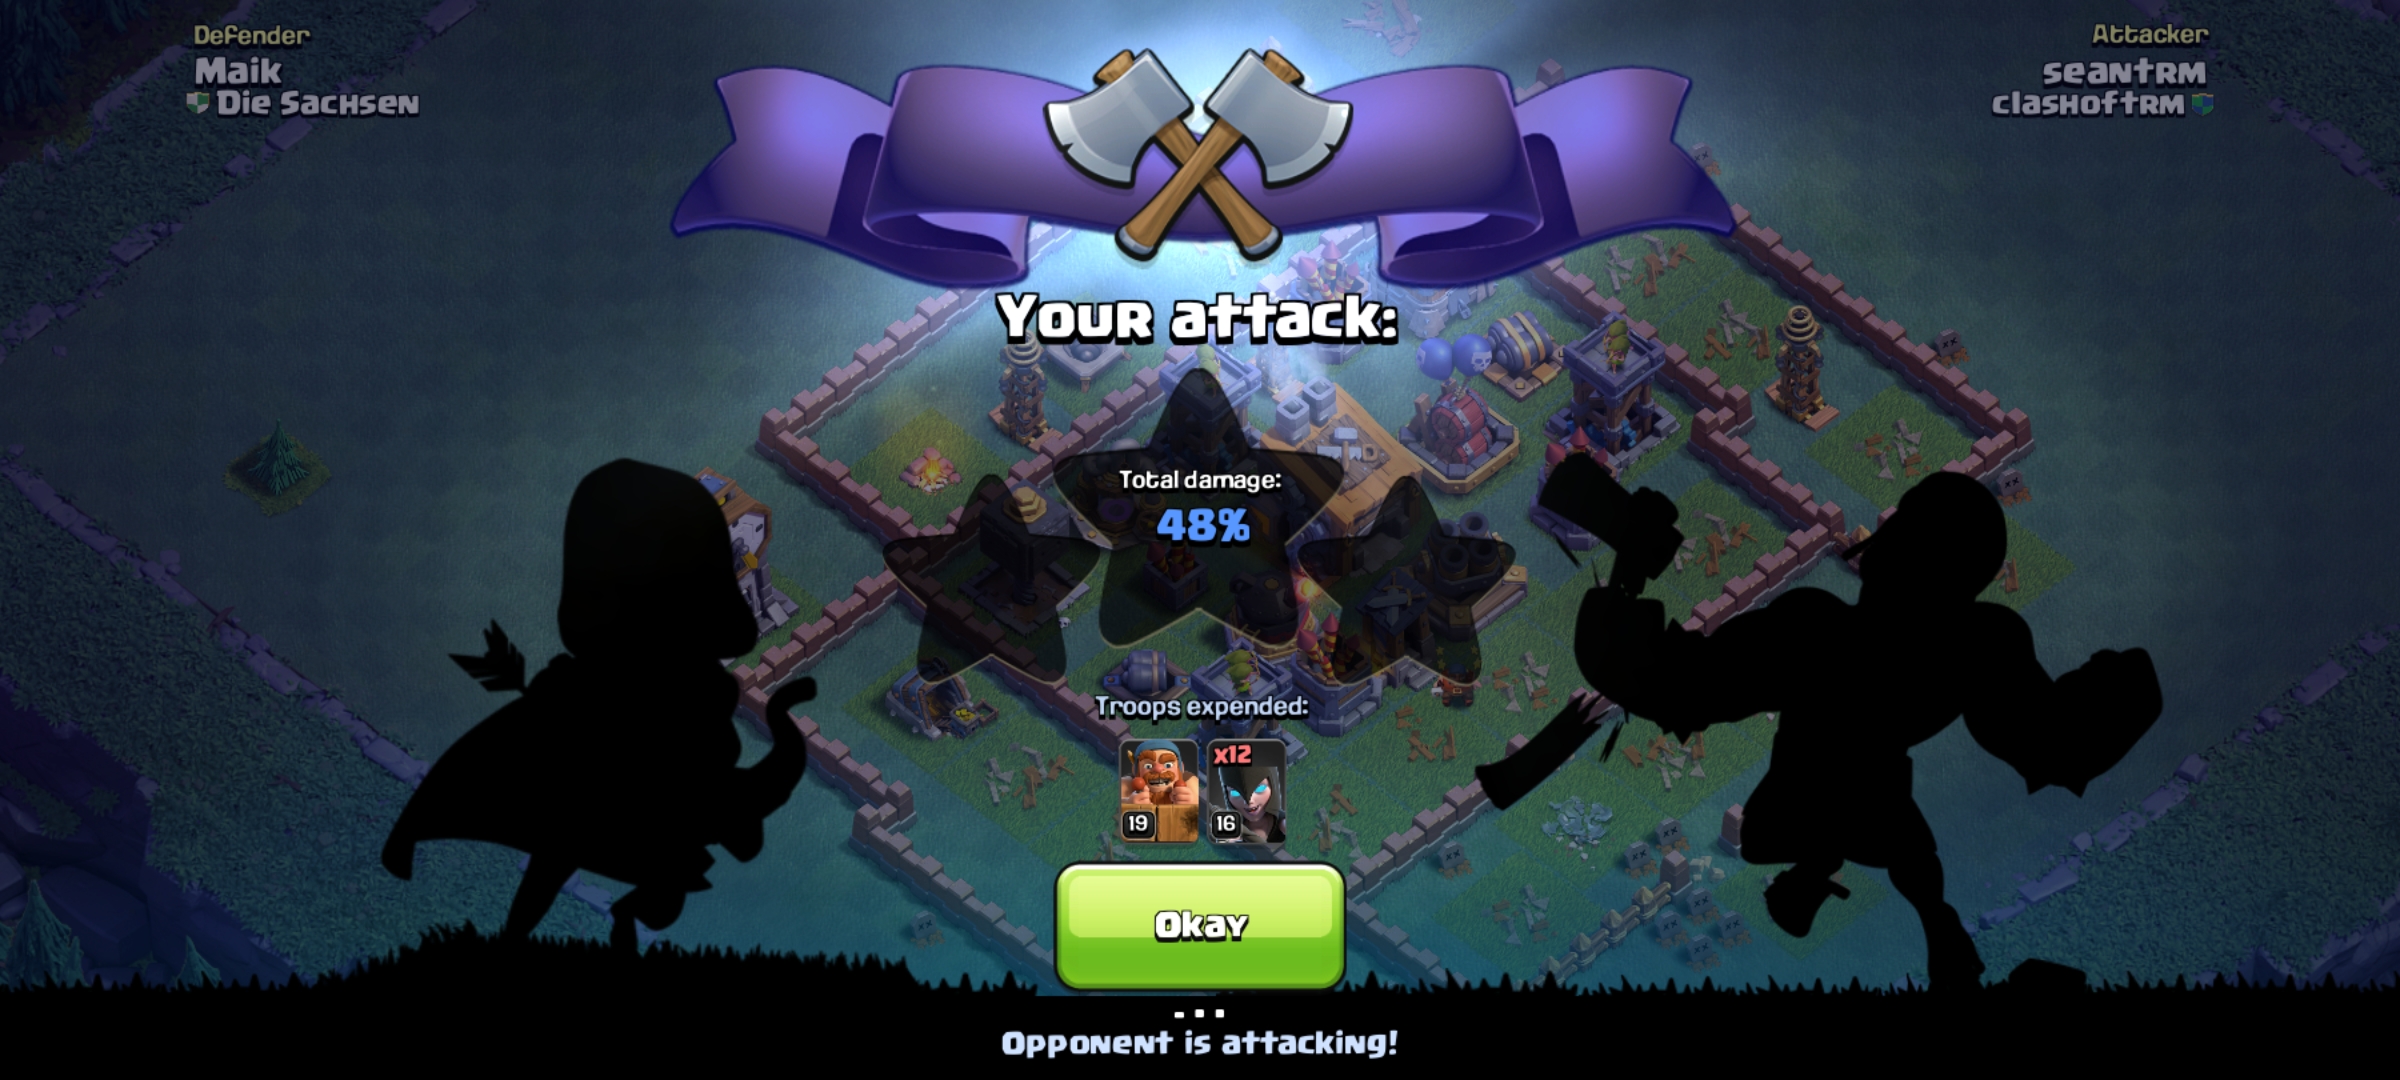 Defender
Maik
Die Sachsen
Attacker
seantRM
clashoftRM
Your attack:
Total damage:
48%
Troops expended:
x12
19
16
Okay
...
Opponent is attacking!